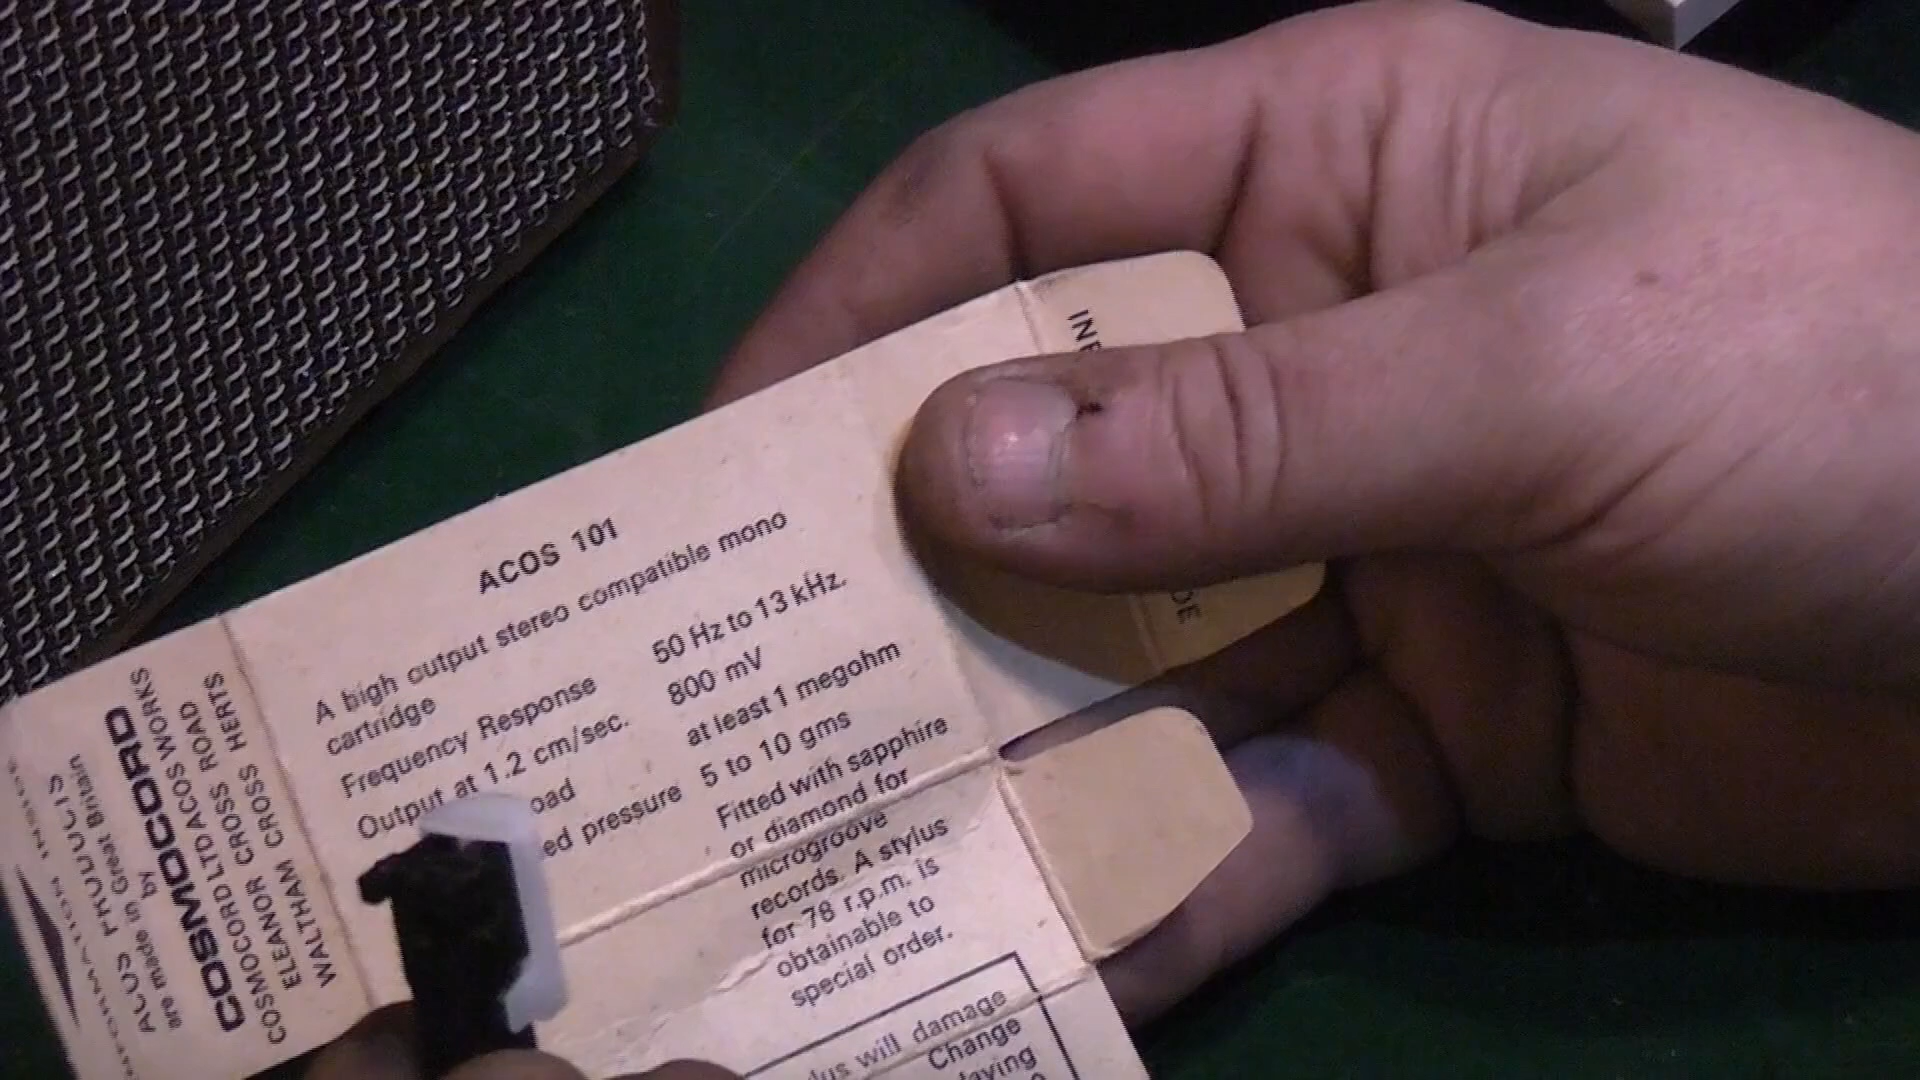 ACOS 101
A high output stereo compatible mono
cartridge
Frequency Response 50 Hz to 13 kHz.
Output at 1.2 cm/sec. 800 mV
at least 1 megohm
pressure 5 to 10 gms
Fitted with sapphire
or diamond for
microgroove
records. A stylus
for 78 r.p.m. is
obtainable to
special order.
will damage
Change
ACOS PRODUCTS
are made in Great Britain
by
COSMOCORD
COSMOCORD LTD ACOS WORKS
ELEANOR CROSS ROAD
WALTHAM CROSS HERTS